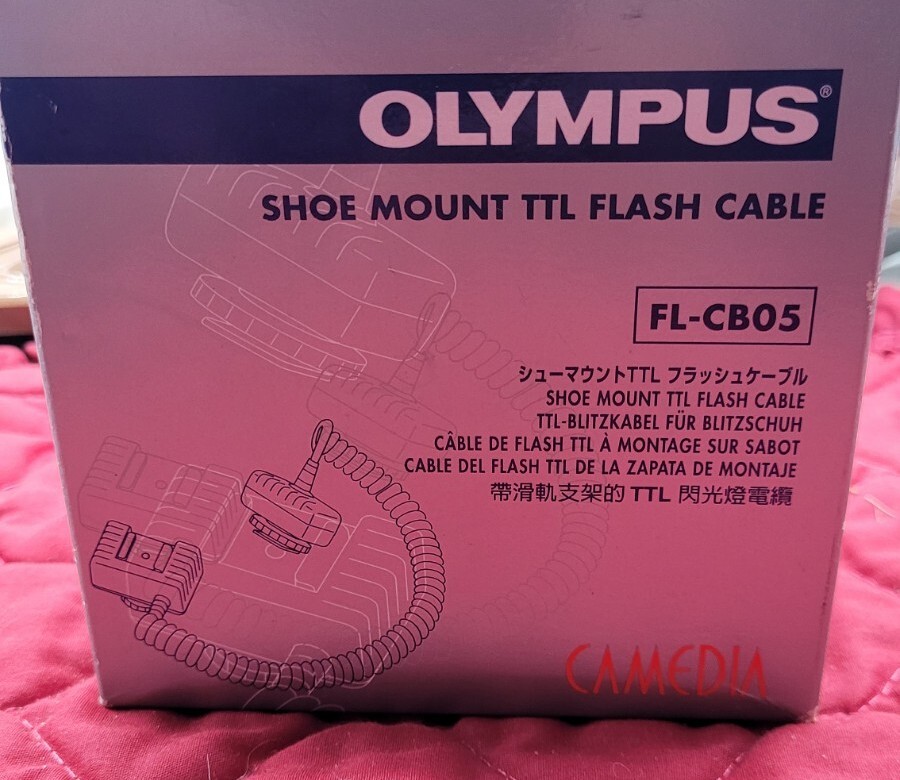 OLYMPUS®
SHOE MOUNT TTL FLASH CABLE
FL-CB05
シューマウントTTL フラッシュケーブル
SHOE MOUNT TTL FLASH CABLE
TTL-BLITZKABEL FÜR BLITZSCHUH
CÂBLE DE FLASH TTL À MONTAGE SUR SABOT
CABLE DEL FLASH TTL DE LA ZAPATA DE MONTAJE
帶滑軌支架的 TTL 閃光燈電纜
CAMEDIA